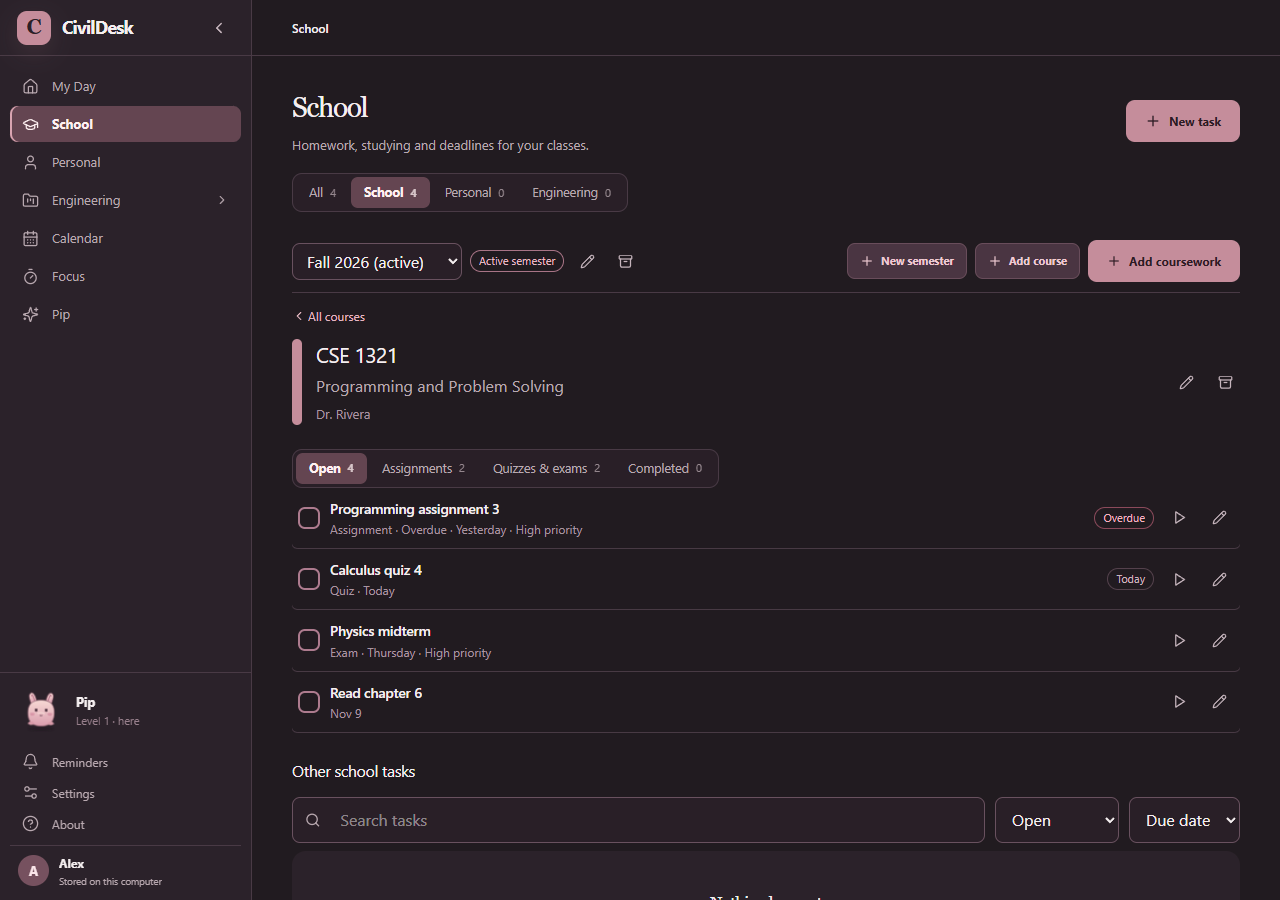 C CivilDesk
School
My Day
School
Personal
Engineering
Calendar
Focus
Pip
Pip
Level 1 · here
Reminders
Settings
About
A
Alex
Stored on this computer
School
Homework, studying and deadlines for your classes.
+ New task
All 4 School 4 Personal 0 Engineering 0
Fall 2026 (active) Active semester + New semester + Add course + Add coursework
All courses
CSE 1321
Programming and Problem Solving
Dr. Rivera
Open 4 Assignments 2 Quizzes & exams 2 Completed 0
Programming assignment 3
Assignment · Overdue · Yesterday · High priority
Overdue
Calculus quiz 4
Quiz · Today
Today
Physics midterm
Exam · Thursday · High priority
Read chapter 6
Nov 9
Other school tasks
Search tasks Open Due date